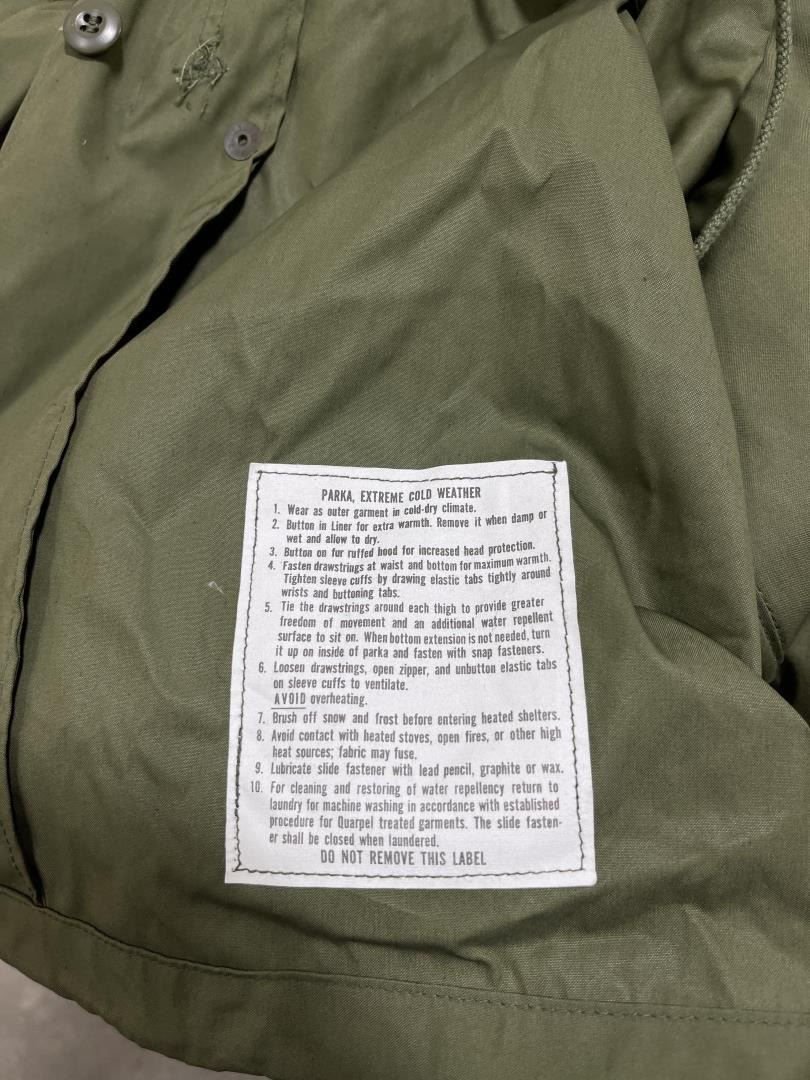 PARKA, EXTREME COLD WEATHER
1. Wear as outer garment in cold-dry climate.
2. Button in Liner for extra warmth. Remove it when damp or
wet and allow to dry.
3. Button on fur ruffed hood for increased head protection.
4. Fasten drawstrings at waist and bottom for maximum warmth.
Tighten sleeve cuffs by drawing elastic tabs tightly around
wrists and buttoning tabs.
5. Tie the drawstrings around each thigh to provide greater
freedom of movement and an additional water repellent
surface to sit on. When bottom extension is not needed, turn
it up on inside of parka and fasten with snap fasteners.
6. Loosen drawstrings, open zipper, and unbutton elastic tabs
on sleeve cuffs to ventilate.
AVOID overheating.
7. Brush off snow and frost before entering heated shelters.
8. Avoid contact with heated stoves, open fires, or other high
heat sources; fabric may fuse.
9. Lubricate slide fastener with lead pencil, graphite or wax.
10. For cleaning and restoring of water repellency return to
laundry for machine washing in accordance with established
procedure for Quarpel treated garments. The slide fasten-
er shall be closed when laundered.
DO NOT REMOVE THIS LABEL